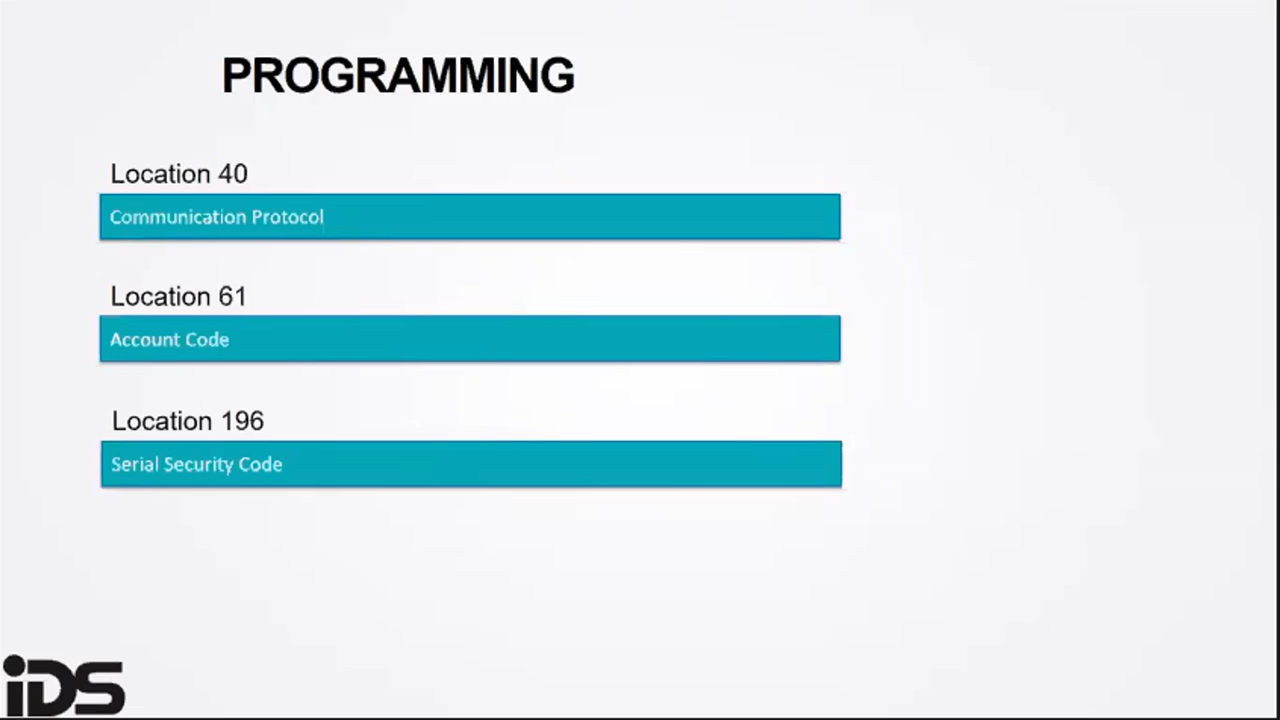 PROGRAMMING
Location 40
Communication Protocol
Location 61
Account Code
Location 196
Serial Security Code
iDS